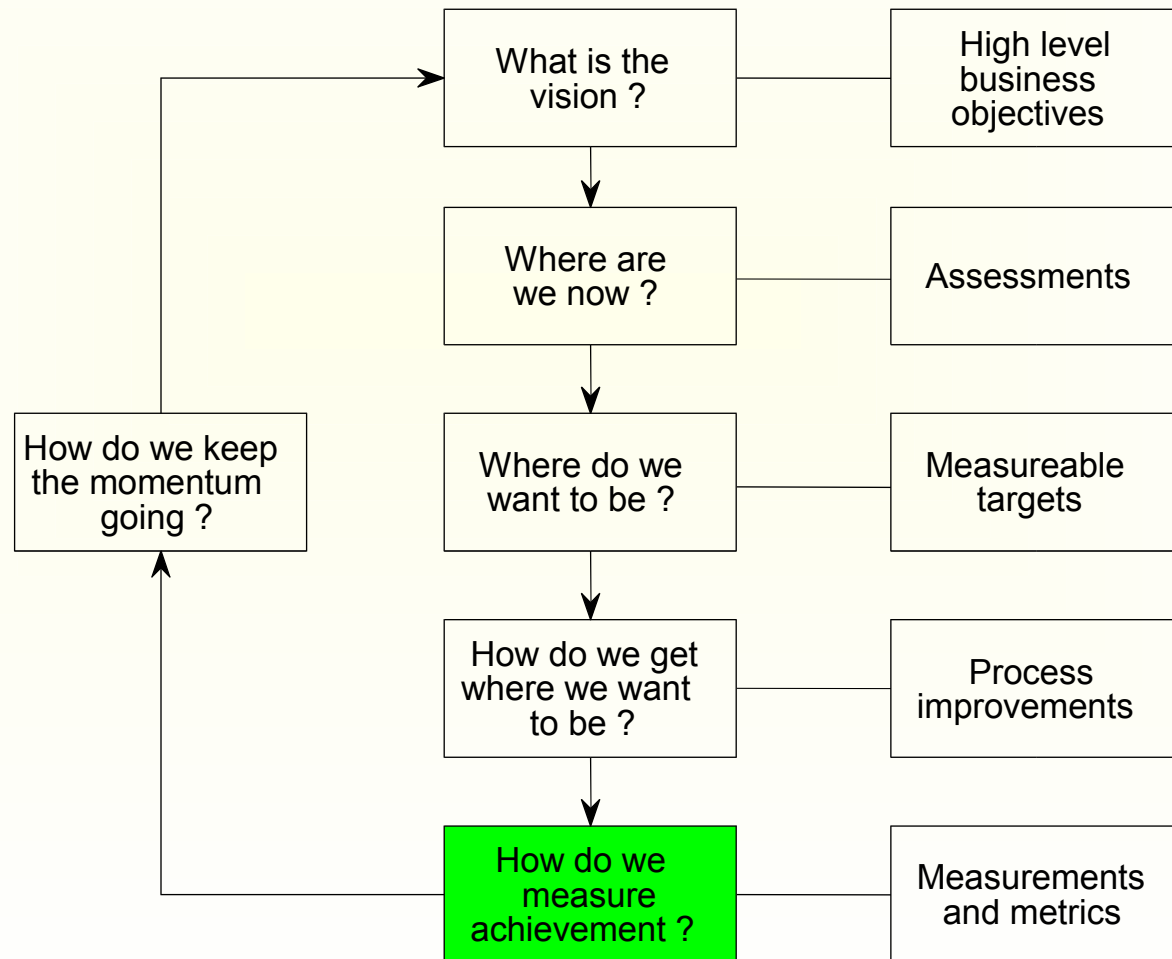 What is the
vision ?
High level
business
objectives
Where are
we now ?
Assessments
How do we keep
the momentum
going ?
Where do we
want to be ?
Measureable
targets
How do we get
where we want
to be ?
Process
improvements
How do we
measure
achievement ?
Measurements
and metrics